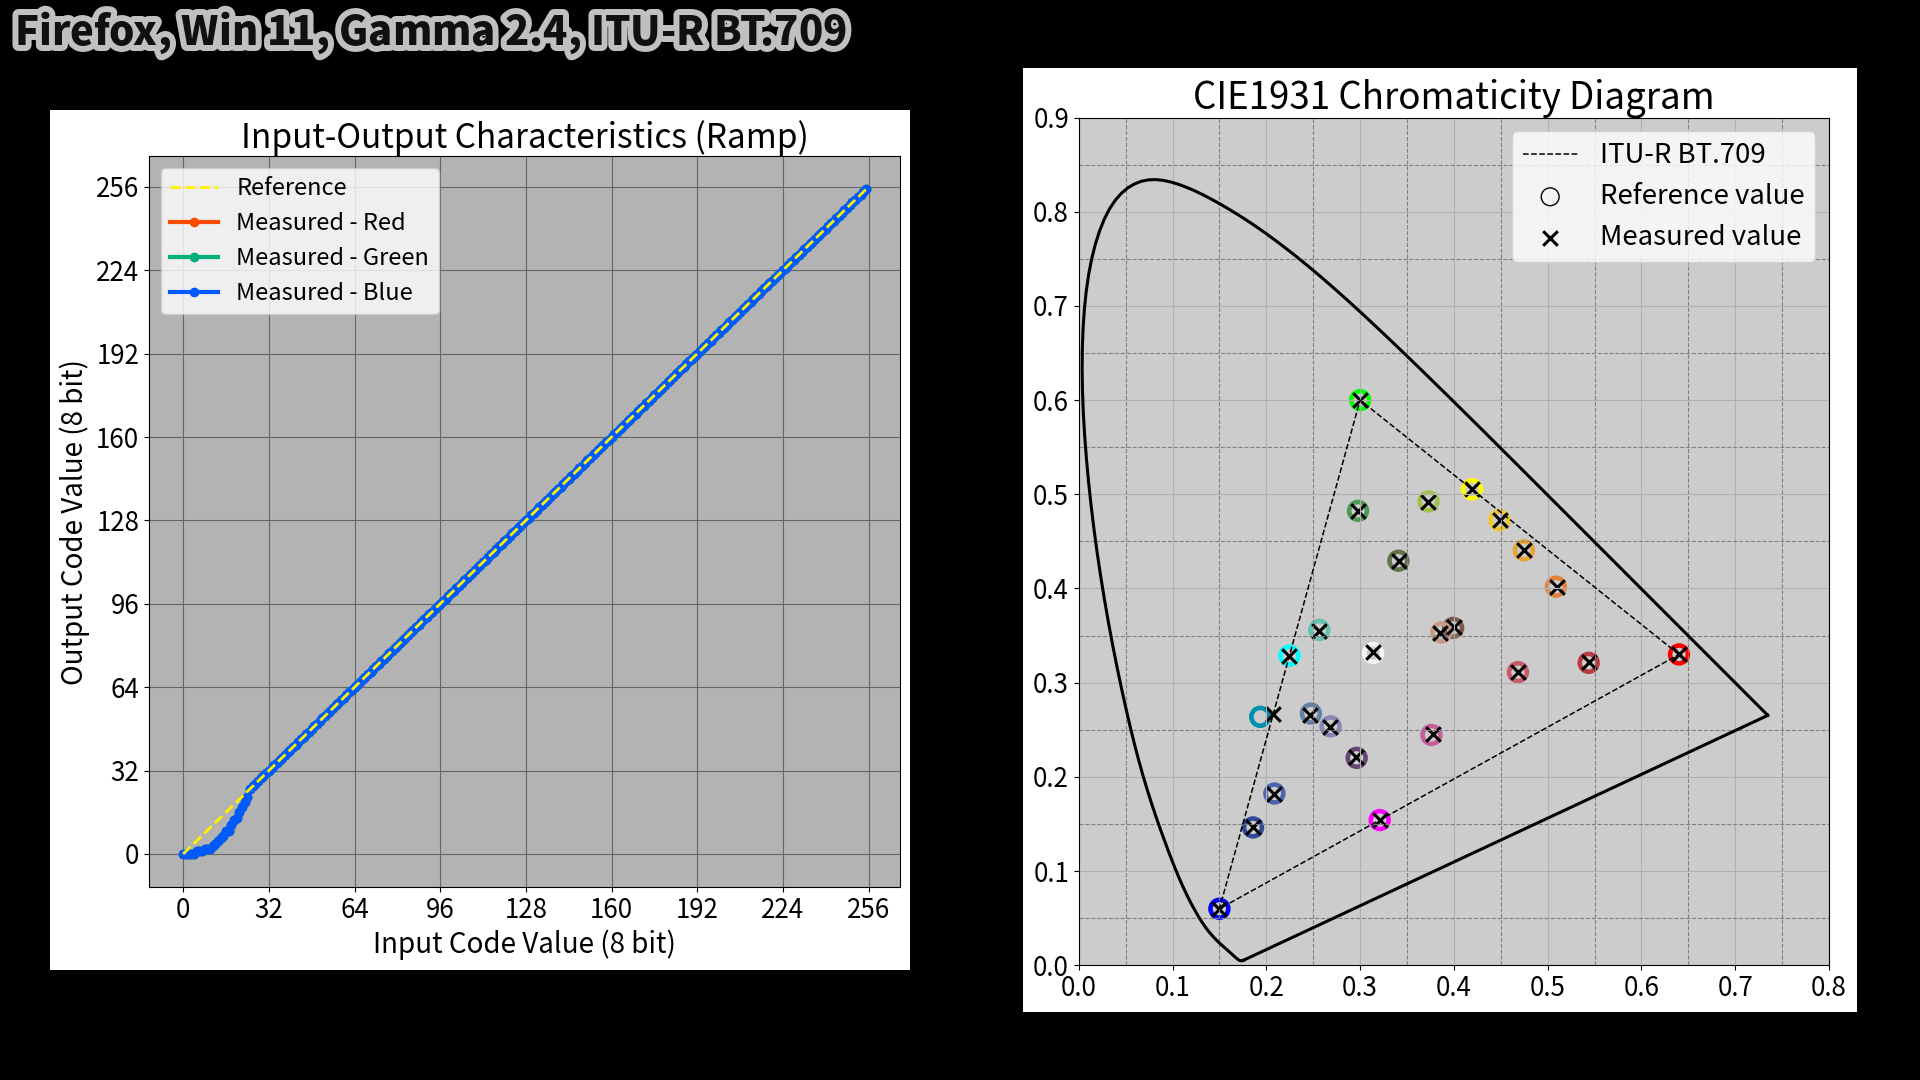 Firefox, Win 11, Gamma 2.4, ITU-R BT.709
Input-Output Characteristics (Ramp)
Reference
Measured - Red
Measured - Green
Measured - Blue
Output Code Value (8 bit)
256
224
192
160
128
96
64
32
0
0 32 64 96 128 160 192 224 256
Input Code Value (8 bit)
CIE1931 Chromaticity Diagram
ITU-R BT.709
Reference value
Measured value
0.9
0.8
0.7
0.6
0.5
0.4
0.3
0.2
0.1
0.0
0.0 0.1 0.2 0.3 0.4 0.5 0.6 0.7 0.8